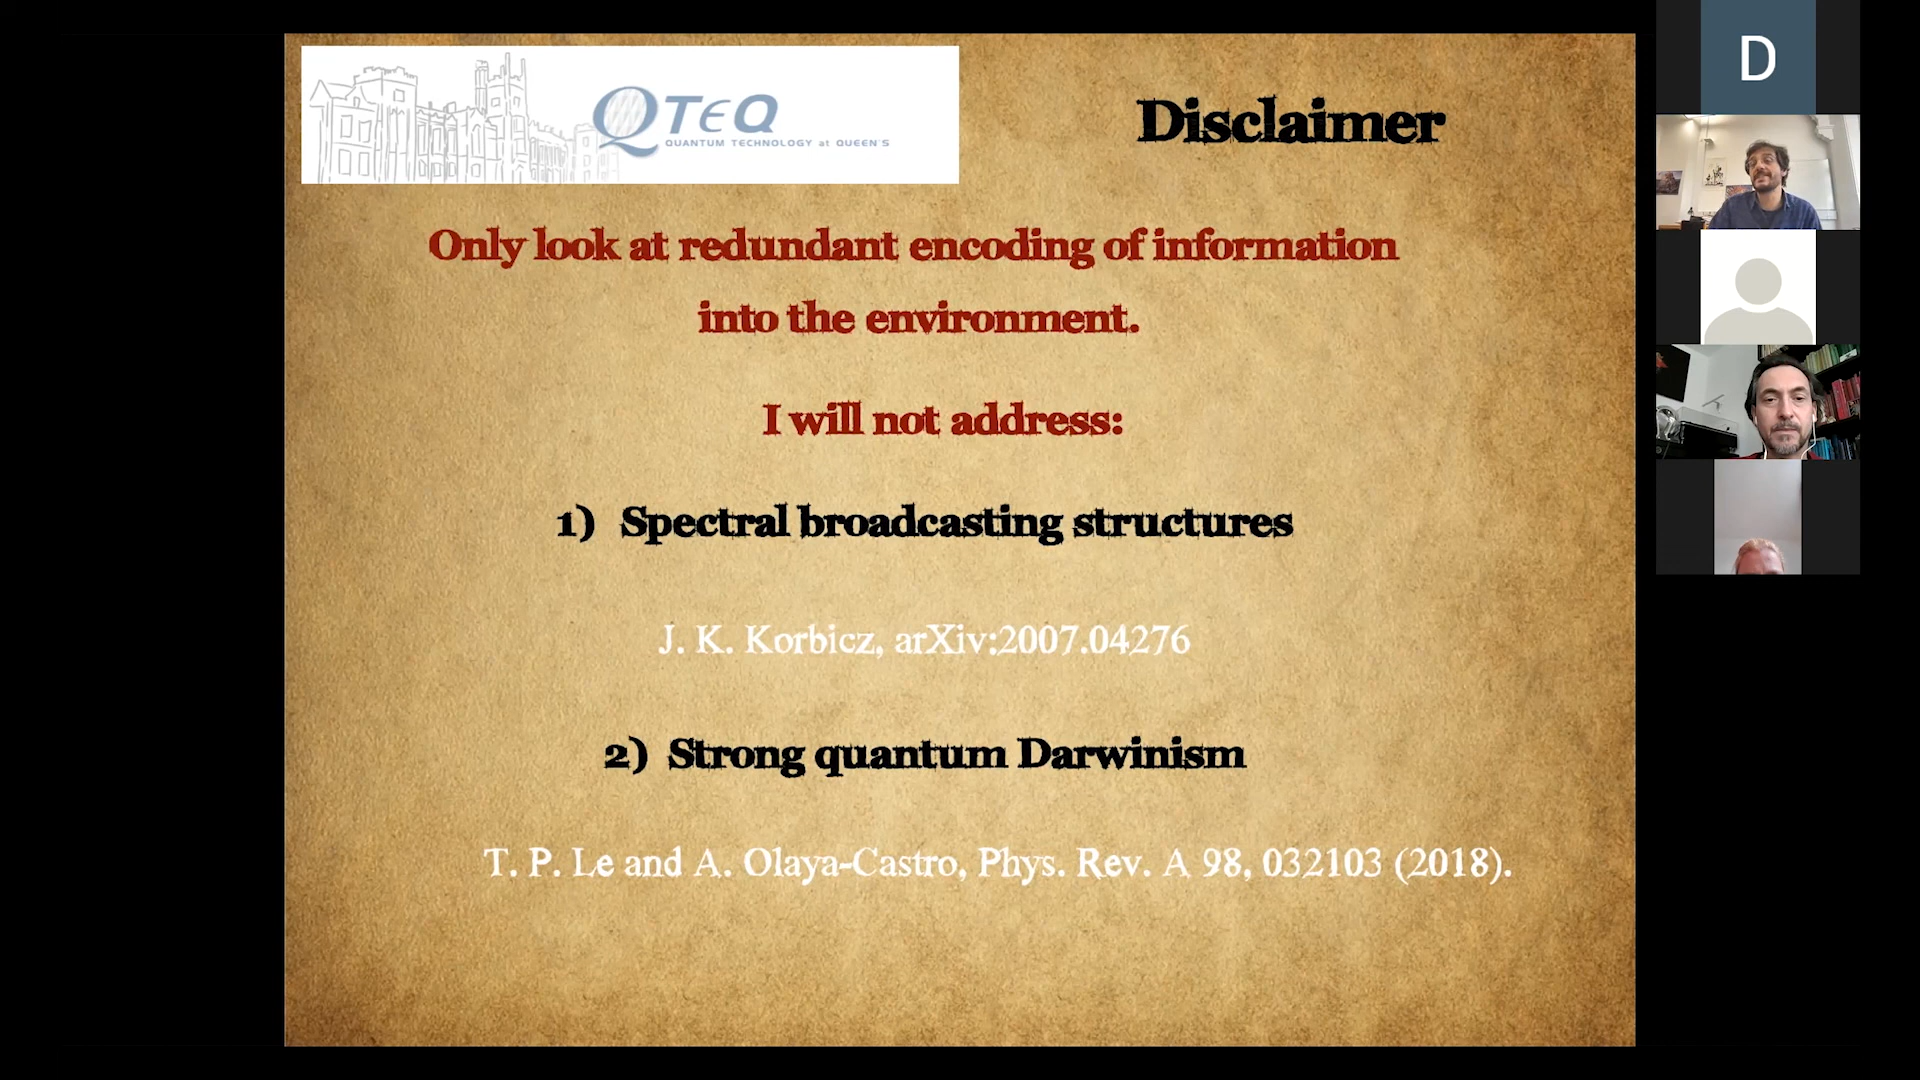 QTEQ
QUANTUM TECHNOLOGY at QUEEN'S
Disclaimer
Only look at redundant encoding of information
into the environment.
I will not address:
1) Spectral broadcasting structures
J. K. Korbicz, arXiv:2007.04276
2) Strong quantum Darwinism
T. P. Le and A. Olaya-Castro, Phys. Rev. A 98, 032103 (2018).
D